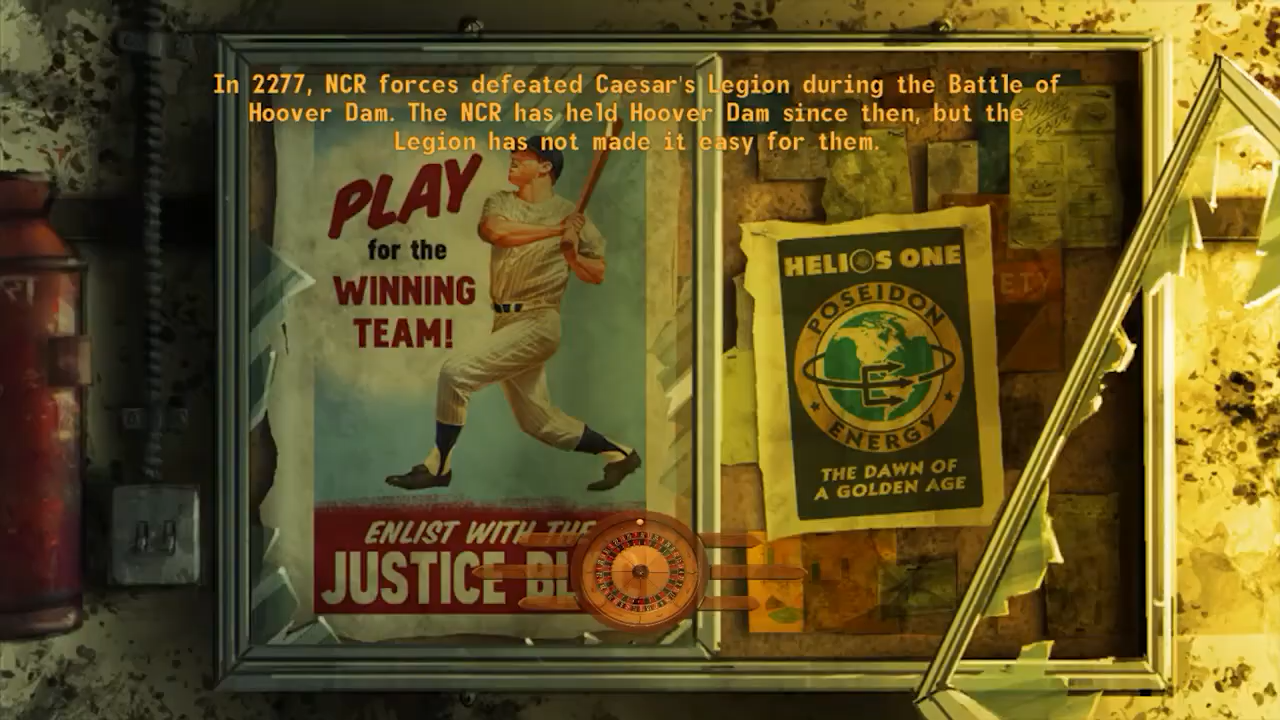 In 2277, NCR forces defeated Caesar's Legion during the Battle of
Hoover Dam. The NCR has held Hoover Dam since then, but the
Legion has not made it easy for them.
PLAY
for the
WINNING
TEAM!
ENLIST WITH THE
JUSTICE BL
HELIOS ONE
POSEIDON
ENERGY
THE DAWN OF
A GOLDEN AGE
ETY